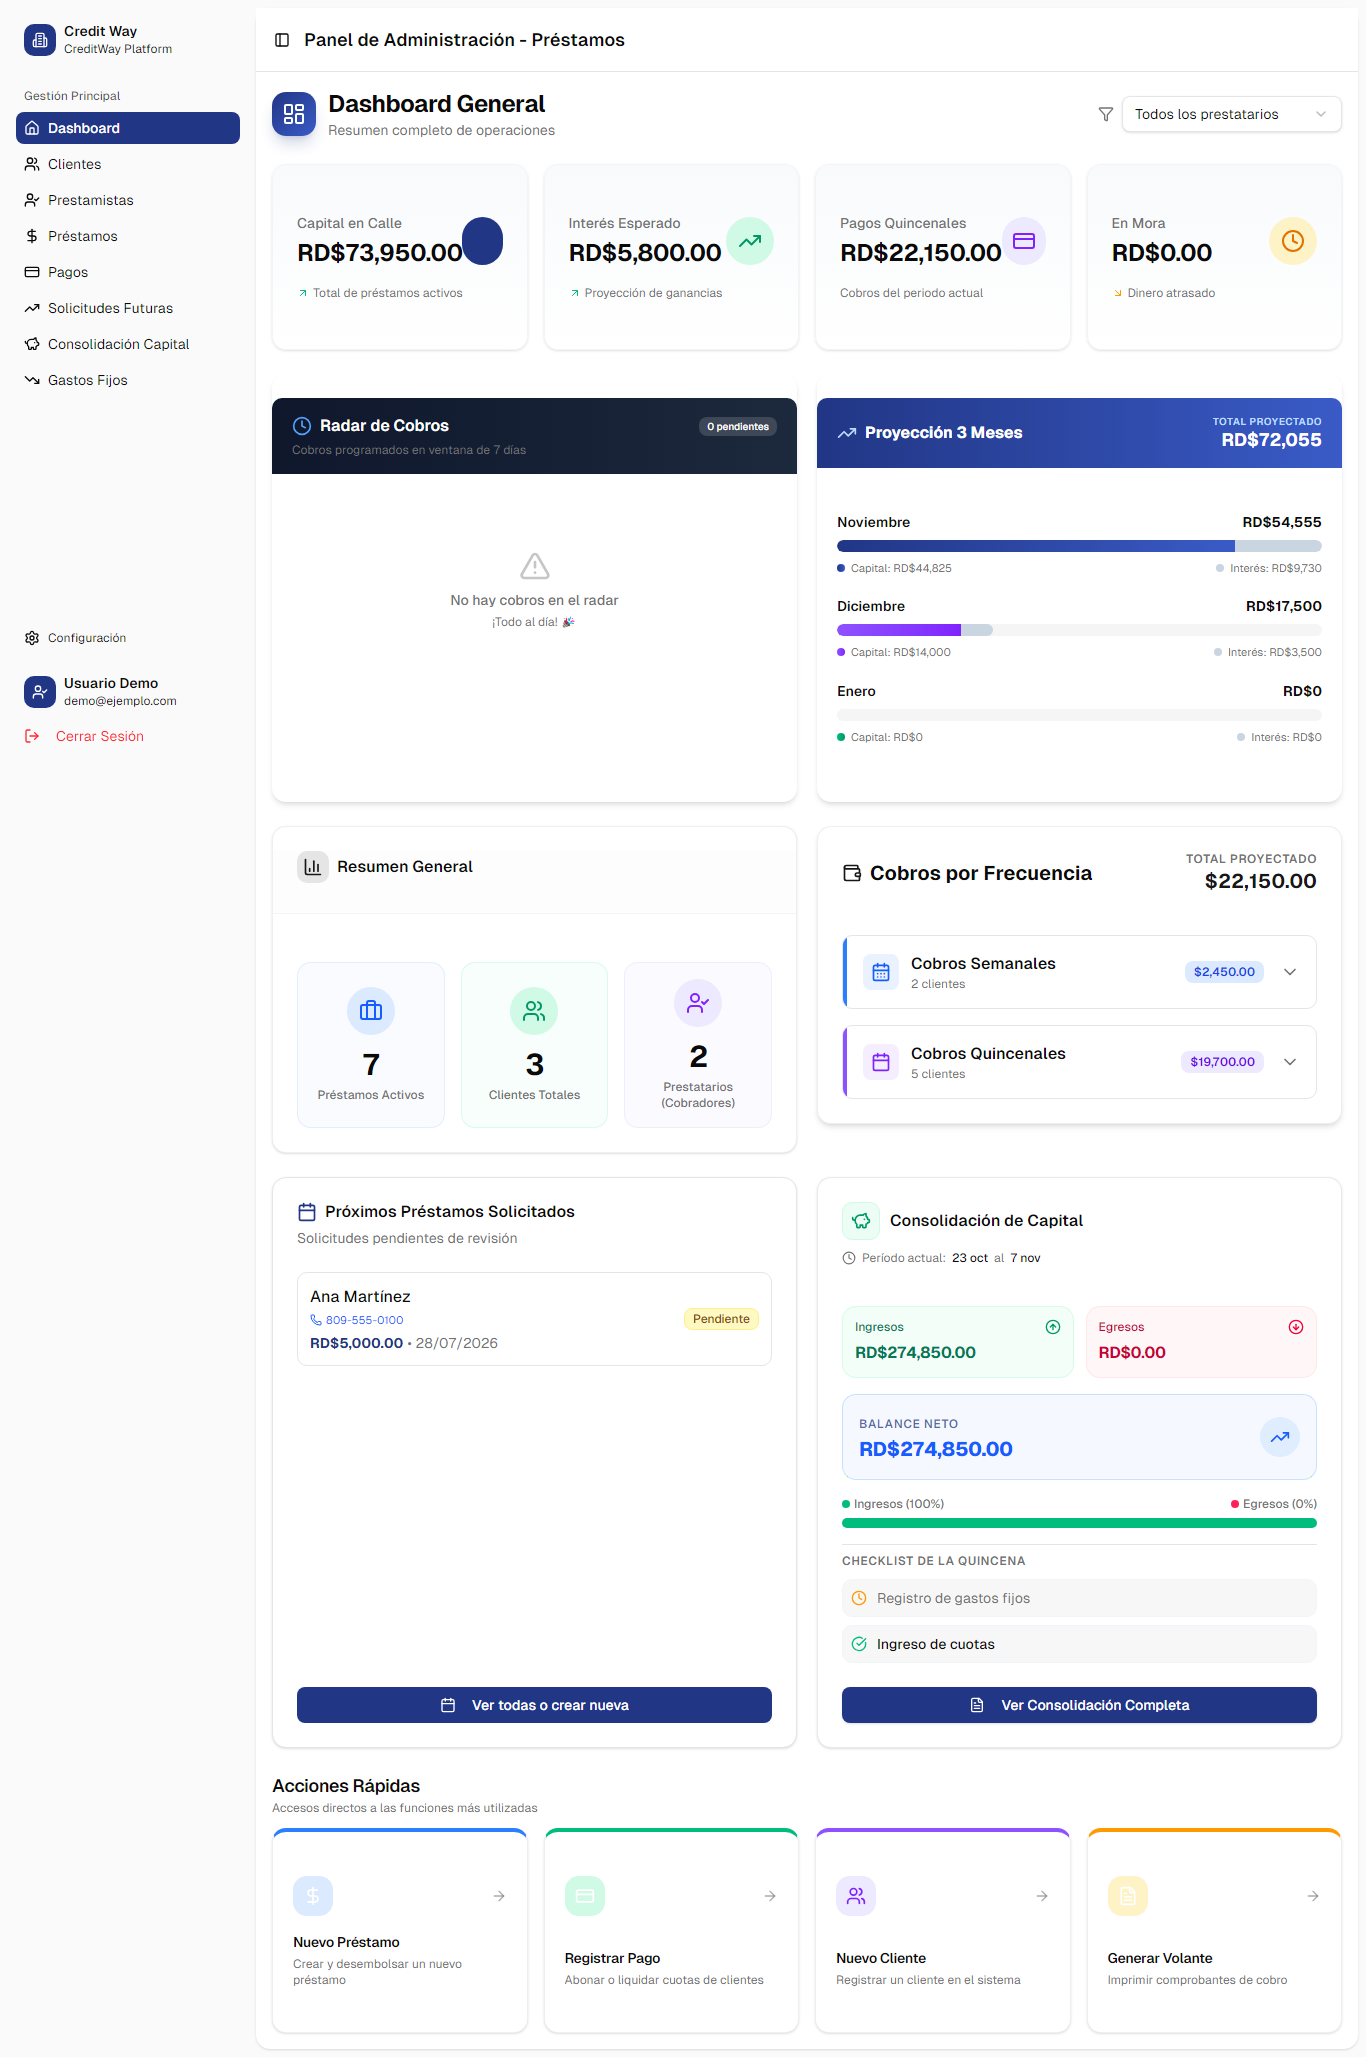 Credit Way
CreditWay Platform
Gestión Principal
Dashboard
Clientes
Prestamistas
Préstamos
Pagos
Solicitudes Futuras
Consolidación Capital
Gastos Fijos
Configuración
Usuario Demo
demo@ejemplo.com
Cerrar Sesión
Panel de Administración - Préstamos
Dashboard General
Resumen completo de operaciones
Todos los prestatarios
Capital en Calle
RD$73,950.00
Total de préstamos activos
Interés Esperado
RD$5,800.00
Proyección de ganancias
Pagos Quincenales
RD$22,150.00
Cobros del periodo actual
En Mora
RD$0.00
Dinero atrasado
Radar de Cobros
0 pendientes
Cobros programados en ventana de 7 días
No hay cobros en el radar
¡Todo al día! 🎉
Proyección 3 Meses
TOTAL PROYECTADO
RD$72,055
Noviembre
RD$54,555
Capital: RD$44,825
Interés: RD$9,730
Diciembre
RD$17,500
Capital: RD$14,000
Interés: RD$3,500
Enero
RD$0
Capital: RD$0
Interés: RD$0
Resumen General
7
Préstamos Activos
3
Clientes Totales
2
Prestatarios
(Cobradores)
Cobros por Frecuencia
TOTAL PROYECTADO
$22,150.00
Cobros Semanales
2 clientes
$2,450.00
Cobros Quincenales
5 clientes
$19,700.00
Próximos Préstamos Solicitados
Solicitudes pendientes de revisión
Ana Martínez
809-555-0100
RD$5,000.00 • 28/07/2026
Pendiente
Ver todas o crear nueva
Consolidación de Capital
Período actual: 23 oct al 7 nov
Ingresos
RD$274,850.00
Egresos
RD$0.00
BALANCE NETO
RD$274,850.00
Ingresos (100%)
Egresos (0%)
CHECKLIST DE LA QUINCENA
Registro de gastos fijos
Ingreso de cuotas
Ver Consolidación Completa
Acciones Rápidas
Accesos directos a las funciones más utilizadas
Nuevo Préstamo
Crear y desembolsar un nuevo
préstamo
Registrar Pago
Abonar o liquidar cuotas de clientes
Nuevo Cliente
Registrar un cliente en el sistema
Generar Volante
Imprimir comprobantes de cobro